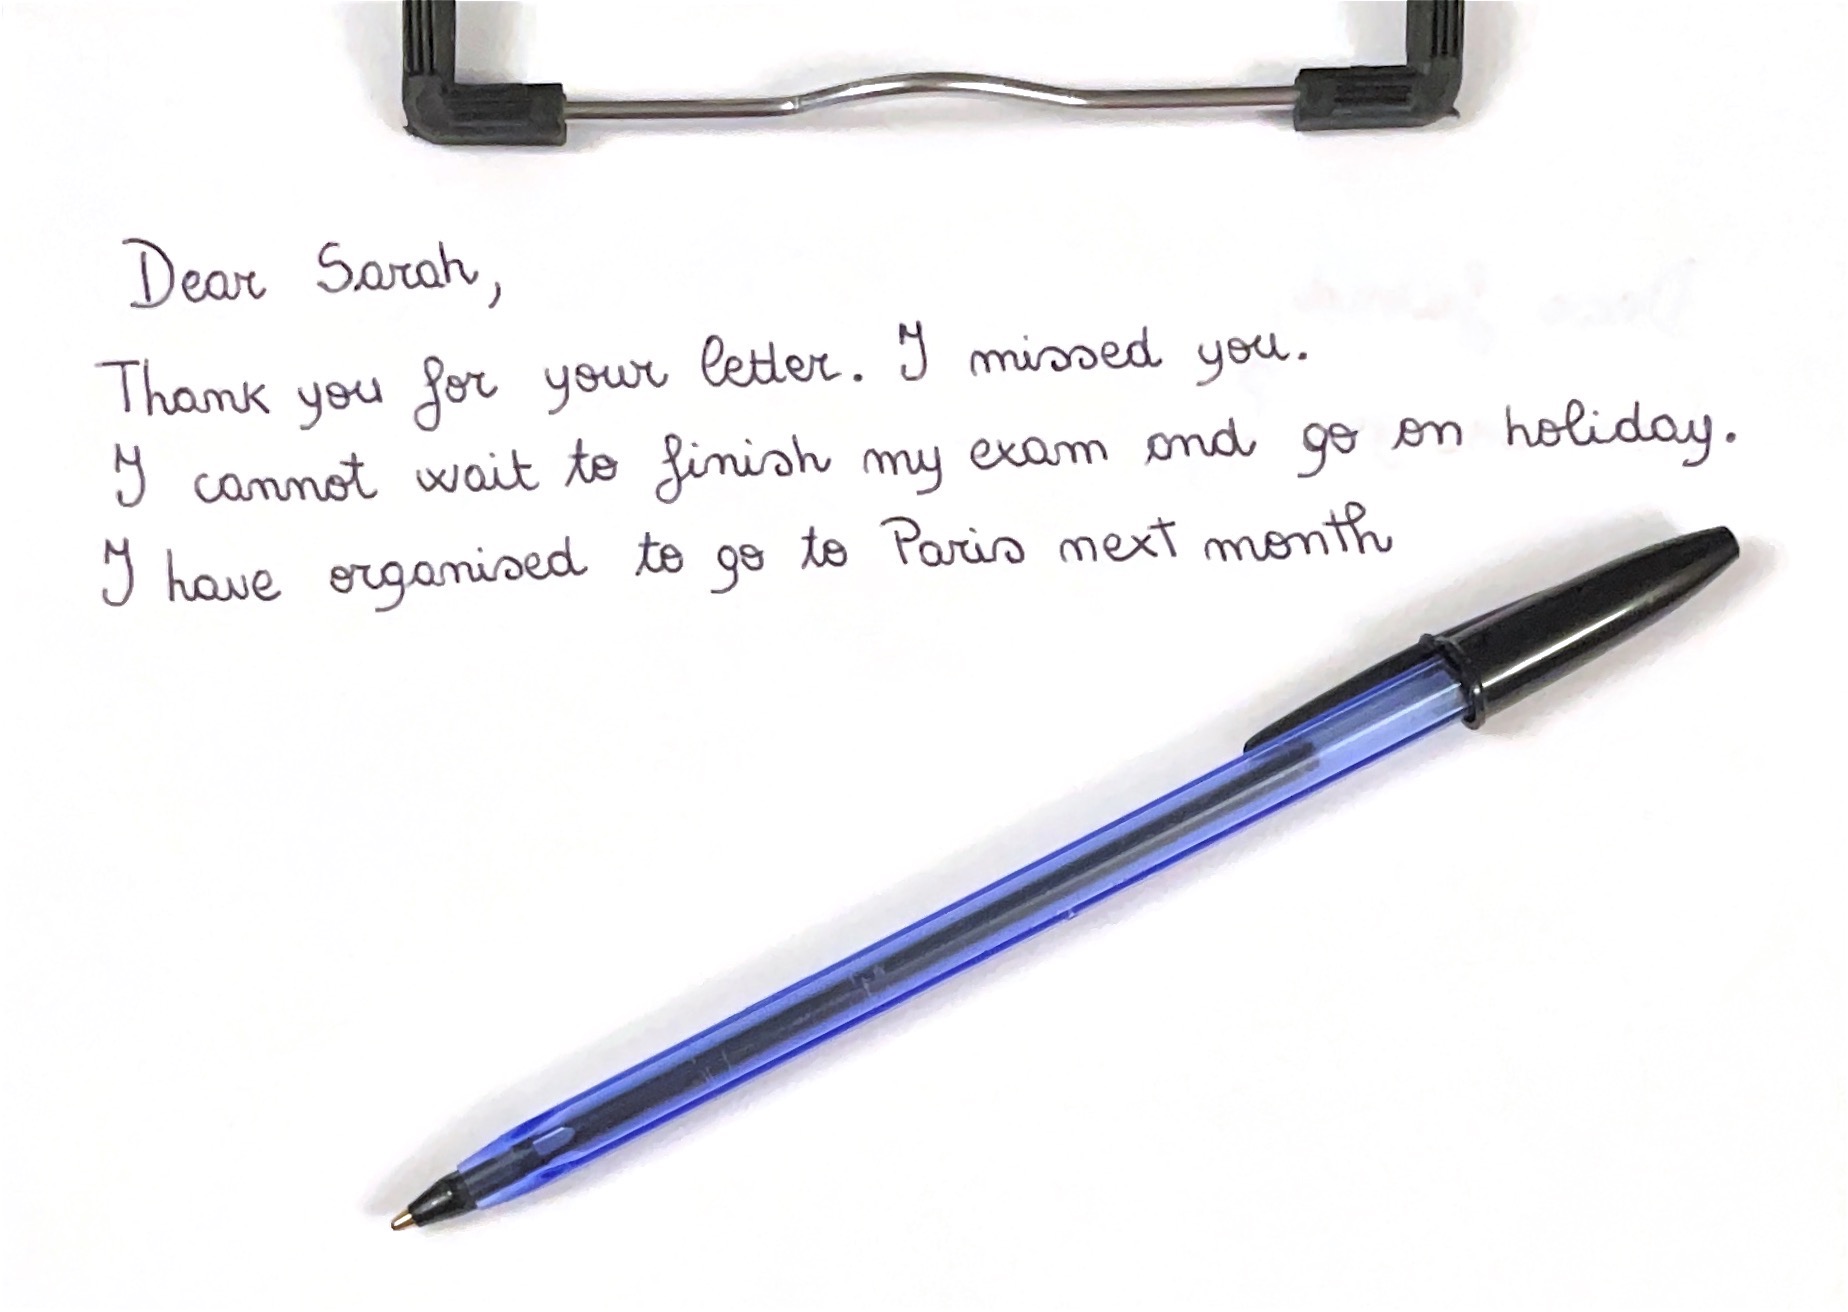 Dear Sarah,
Thank you for your letter. I missed you.
I cannot wait to finish my exam and go on holiday.
I have organised to go to Paris next month